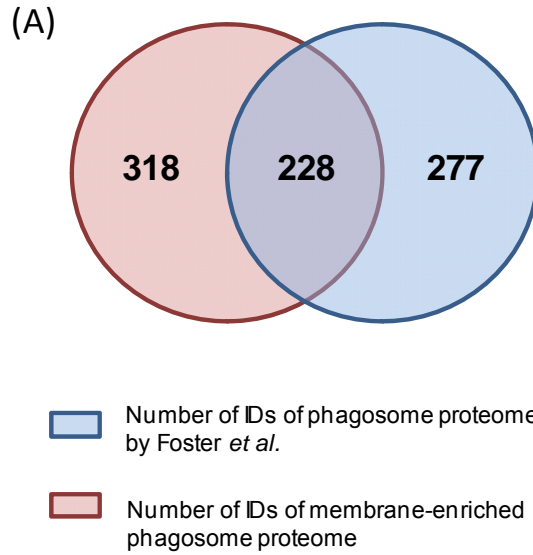 (A)
318 228 277
Number of IDs of phagosome proteome
by Foster et al.
Number of IDs of membrane-enriched
phagosome proteome